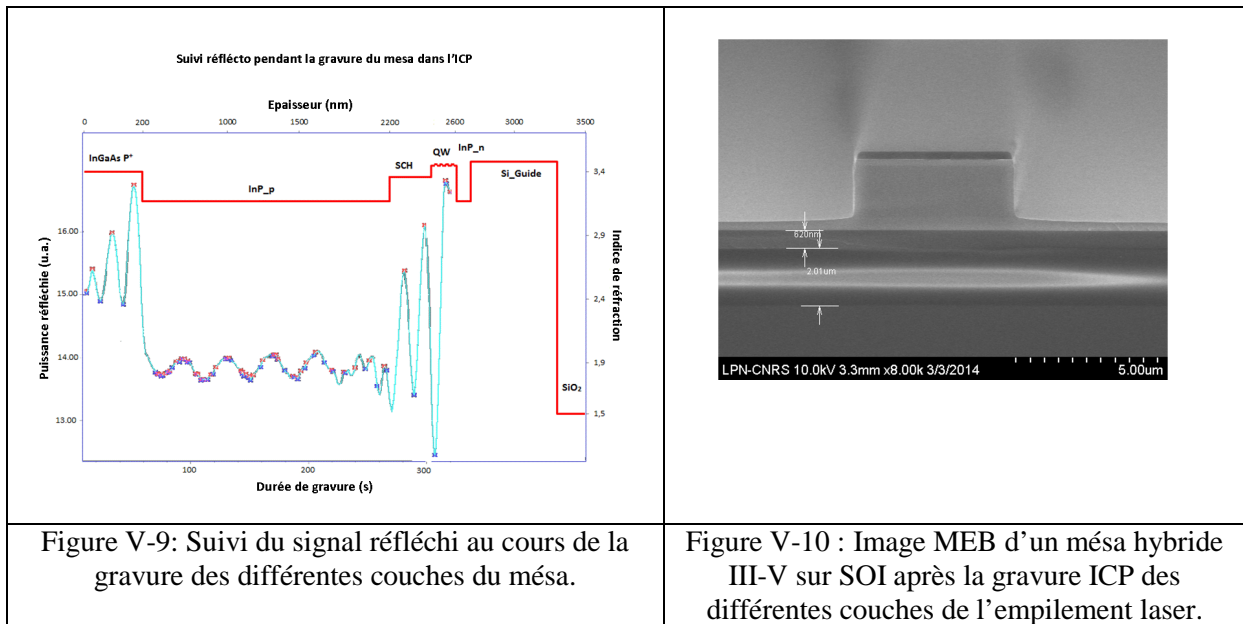 Suivi réflécto pendant la gravure du mesa dans l'ICP
Epaisseur (nm)
0 200 1000 1500 2200 2600 3000 3500
InGaAs P⁺
InP_p
SCH
QW
InP_n
Si_Guide
SiO₂
Puissance réfléchie (u.a.)
16.00
15.00
14.00
13.00
3,4
2,9
2,4
1,9
1,5
Indice de réfraction
100 200 300
Durée de gravure (s)
620nm
2.01um
LPN-CNRS 10.0kV 3.3mm x8.00k 3/3/2014
5.00um
Figure V-9: Suivi du signal réfléchi au cours de la
gravure des différentes couches du mésa.
Figure V-10 : Image MEB d'un mésa hybride
III-V sur SOI après la gravure ICP des
différentes couches de l'empilement laser.